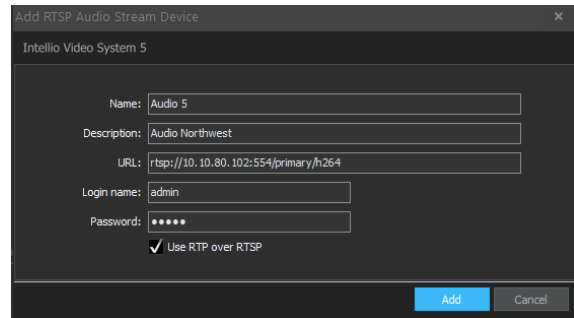 Add RTSP Audio Stream Device
Intellio Video System 5
Name: Audio 5
Description: Audio Northwest
URL: rtsp://10.10.80.102:554/primary/h264
Login name: admin
Password: •••••
Use RTP over RTSP
Add Cancel